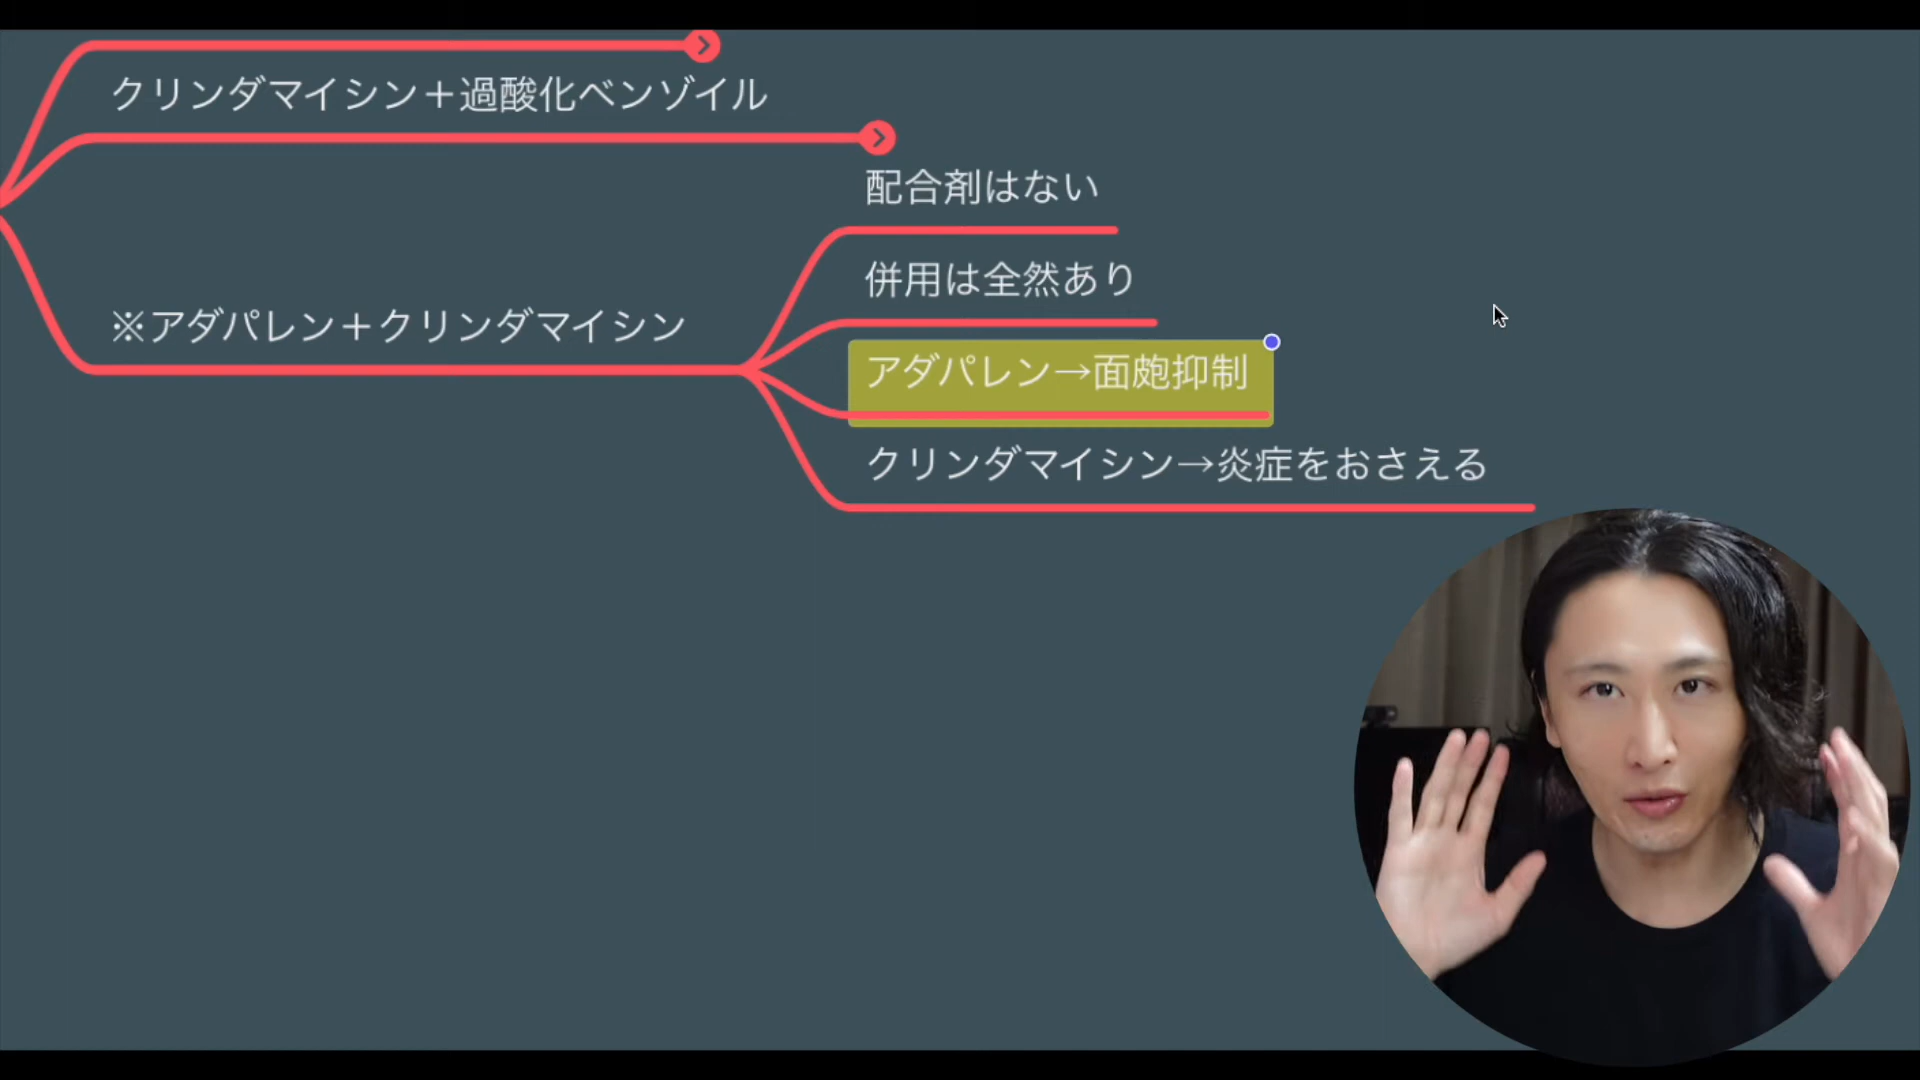 クリンダマイシン＋過酸化ベンゾイル
配合剤はない
併用は全然あり
※アダパレン＋クリンダマイシン
アダパレン→面皰抑制
クリンダマイシン→炎症をおさえる